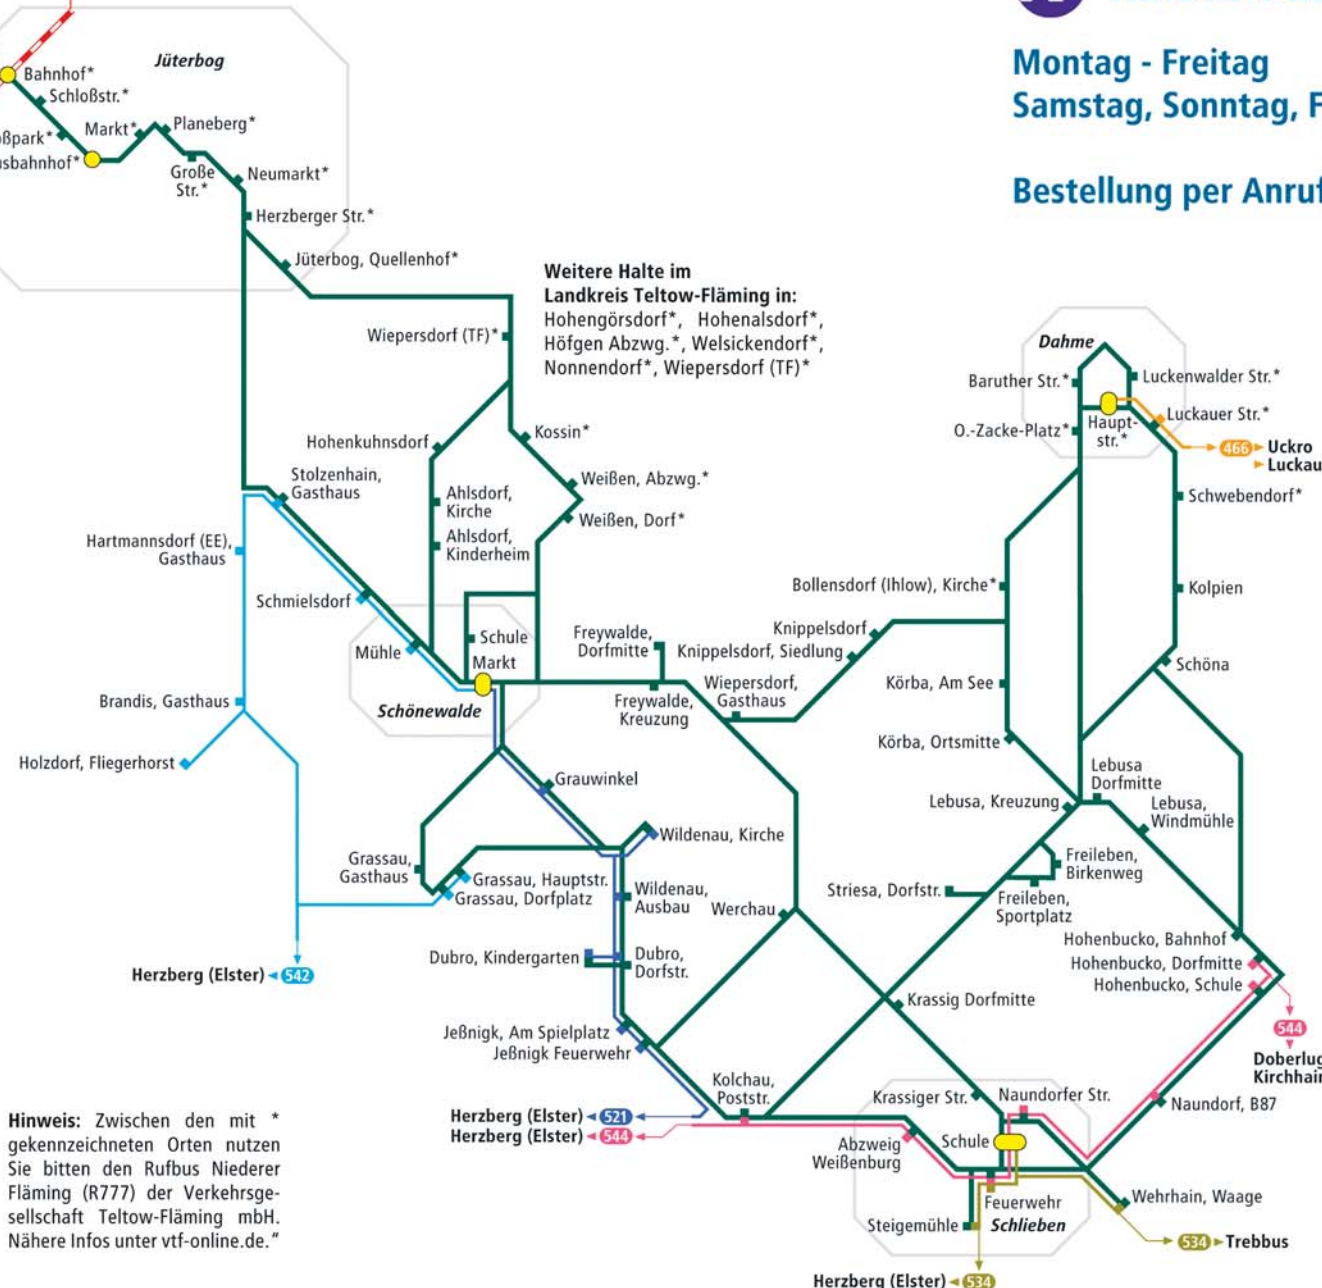 Jüterbog
Bahnhof*
Schloßstr.*
Markt*
Planeberg*
Große
Str.*
Neumarkt*
Herzberger Str.*
Jüterbog, Quellenhof*
Montag - Freitag
Samstag, Sonntag, F
Bestellung per Anruf
Weitere Halte im
Landkreis Teltow-Fläming in:
Hohengörsdorf*, Hohenalsdorf*,
Höfgen Abzwg.*, Welsickendorf*,
Nonnendorf*, Wiepersdorf (TF)*
Wiepersdorf (TF)*
Kossin*
Weißen, Abzwg.*
Weißen, Dorf*
Hohenkuhnsdorf
Ahlsdorf,
Kirche
Ahlsdorf,
Kinderheim
Stolzenhain,
Gasthaus
Hartmannsdorf (EE),
Gasthaus
Schmielsdorf
Mühle
Schule
Markt
Schönewalde
Brandis, Gasthaus
Holzdorf, Fliegerhorst
Freywalde,
Dorfmitte
Freywalde,
Kreuzung
Knippelsdorf
Knippelsdorf, Siedlung
Wiepersdorf,
Gasthaus
Dahme
Baruther Str.*
Luckenwalder Str.*
O.-Zacke-Platz*
Haupt-
str.*
Luckauer Str.*
466 Uckro
Luckau
Schwebendorf*
Bollensdorf (Ihlow), Kirche*
Kolpien
Körba, Am See
Schöna
Körba, Ortsmitte
Lebusa
Dorfmitte
Lebusa, Kreuzung
Lebusa,
Windmühle
Grauwinkel
Wildenau, Kirche
Grassau,
Gasthaus
Grassau, Hauptstr.
Grassau, Dorfplatz
Wildenau,
Ausbau
Werchau
Striesa, Dorfstr.
Freileben,
Birkenweg
Freileben,
Sportplatz
Dubro, Kindergarten
Dubro,
Dorfstr.
Hohenbucko, Bahnhof
Hohenbucko, Dorfmitte
Hohenbucko, Schule
Herzberg (Elster) 542
Krassig Dorfmitte
Jeßnigk, Am Spielplatz
Jeßnigk Feuerwehr
544
Doberlug
Kirchhain
Kolchau,
Poststr.
Krassiger Str.
Naundorfer Str.
Naundorf, B87
Herzberg (Elster) 521
Herzberg (Elster) 544
Abzweig
Weißenburg
Schule
Feuerwehr
Wehrhain, Waage
Steigemühle
Schlieben
534 Trebbus
Herzberg (Elster) 534
Hinweis: Zwischen den mit *
gekennzeichneten Orten nutzen
Sie bitten den Rufbus Niederer
Fläming (R777) der Verkehrsge-
sellschaft Teltow-Fläming mbH.
Nähere Infos unter vtf-online.de.“